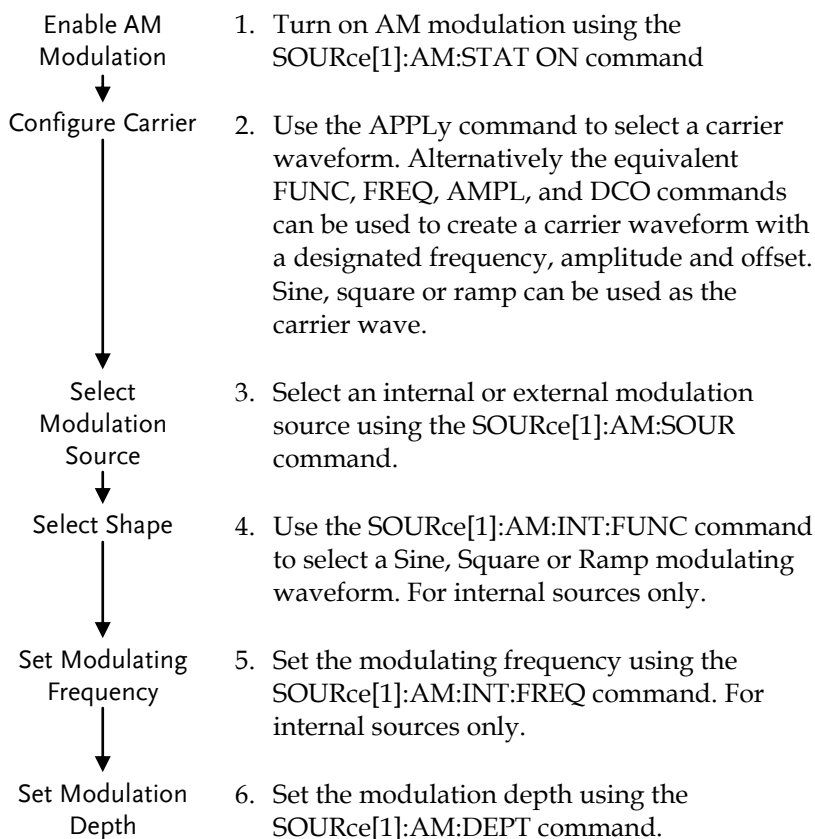 Enable AM
Modulation
1. Turn on AM modulation using the
SOURce[1]:AM:STAT ON command
Configure Carrier
2. Use the APPLy command to select a carrier
waveform. Alternatively the equivalent
FUNC, FREQ, AMPL, and DCO commands
can be used to create a carrier waveform with
a designated frequency, amplitude and offset.
Sine, square or ramp can be used as the
carrier wave.
Select
Modulation
Source
3. Select an internal or external modulation
source using the SOURce[1]:AM:SOUR
command.
Select Shape
4. Use the SOURce[1]:AM:INT:FUNC command
to select a Sine, Square or Ramp modulating
waveform. For internal sources only.
Set Modulating
Frequency
5. Set the modulating frequency using the
SOURce[1]:AM:INT:FREQ command. For
internal sources only.
Set Modulation
Depth
6. Set the modulation depth using the
SOURce[1]:AM:DEPT command.